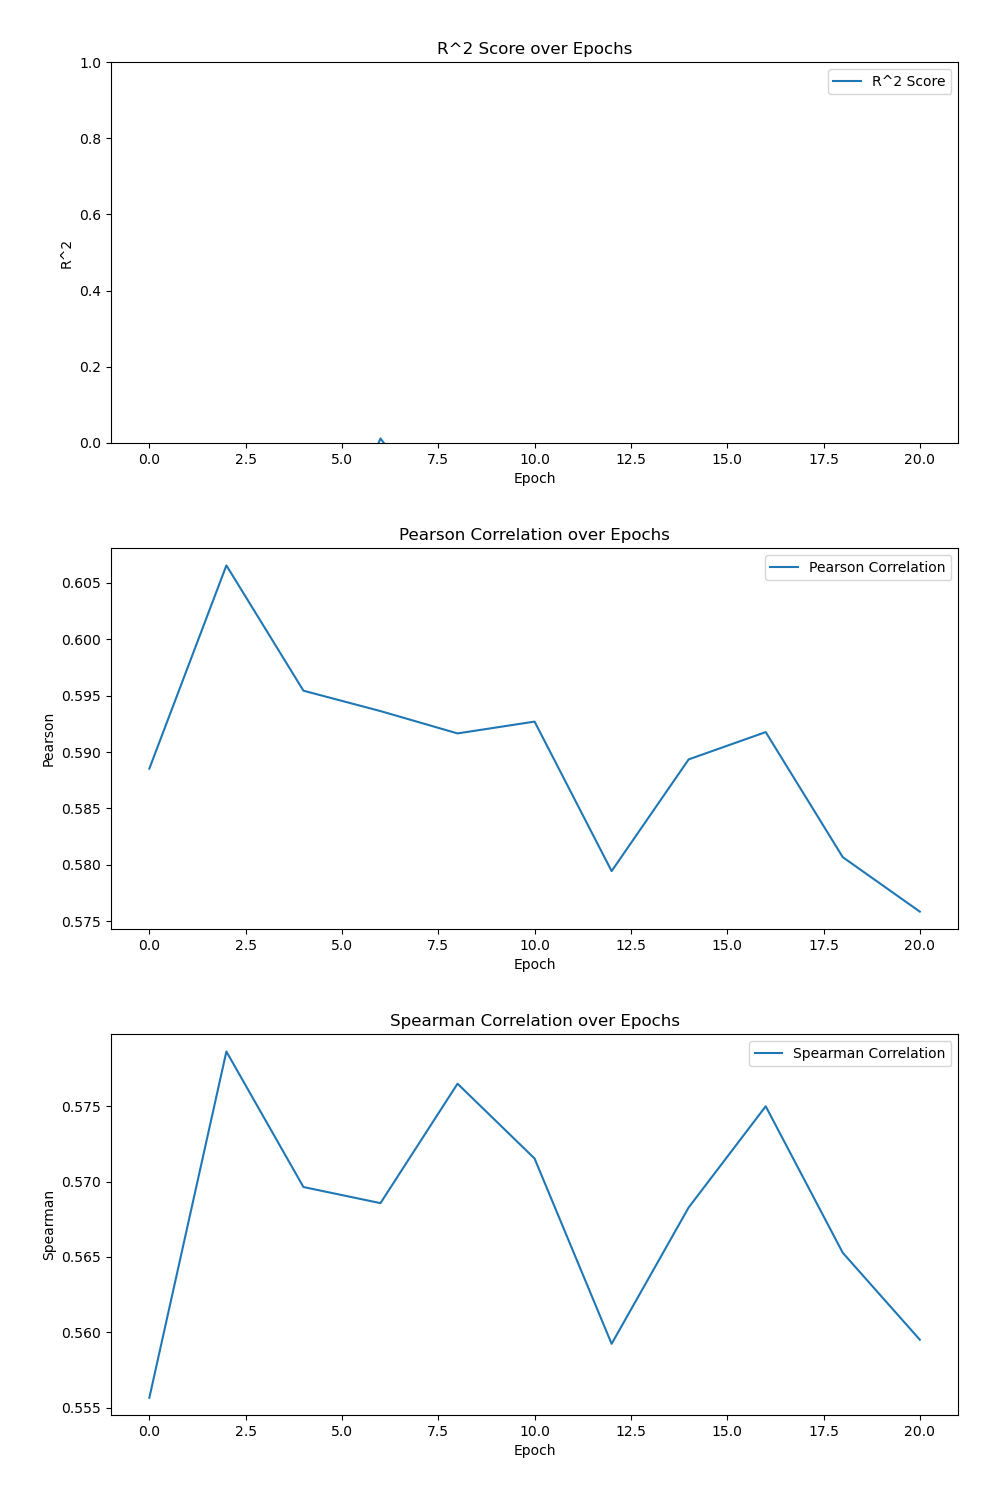 R^2 Score over Epochs
1.0
R^2 Score
0.8
0.6
R^2
0.4
0.2
0.0
0.0 2.5 5.0 7.5 10.0 12.5 15.0 17.5 20.0
Epoch
Pearson Correlation over Epochs
Pearson Correlation
0.605
0.600
0.595
Pearson
0.590
0.585
0.580
0.575
0.0 2.5 5.0 7.5 10.0 12.5 15.0 17.5 20.0
Epoch
Spearman Correlation over Epochs
Spearman Correlation
0.575
0.570
Spearman
0.565
0.560
0.555
0.0 2.5 5.0 7.5 10.0 12.5 15.0 17.5 20.0
Epoch